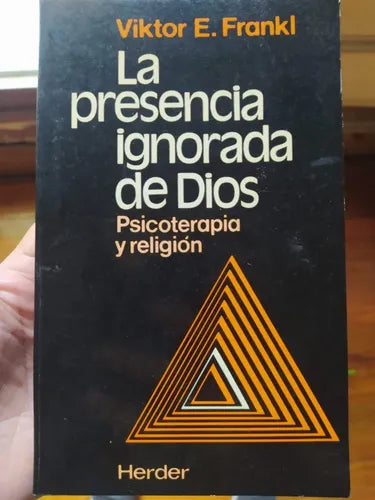 Viktor E. Frankl
La
presencia
ignorada
de Dios
Psicoterapia
y religión
Herder